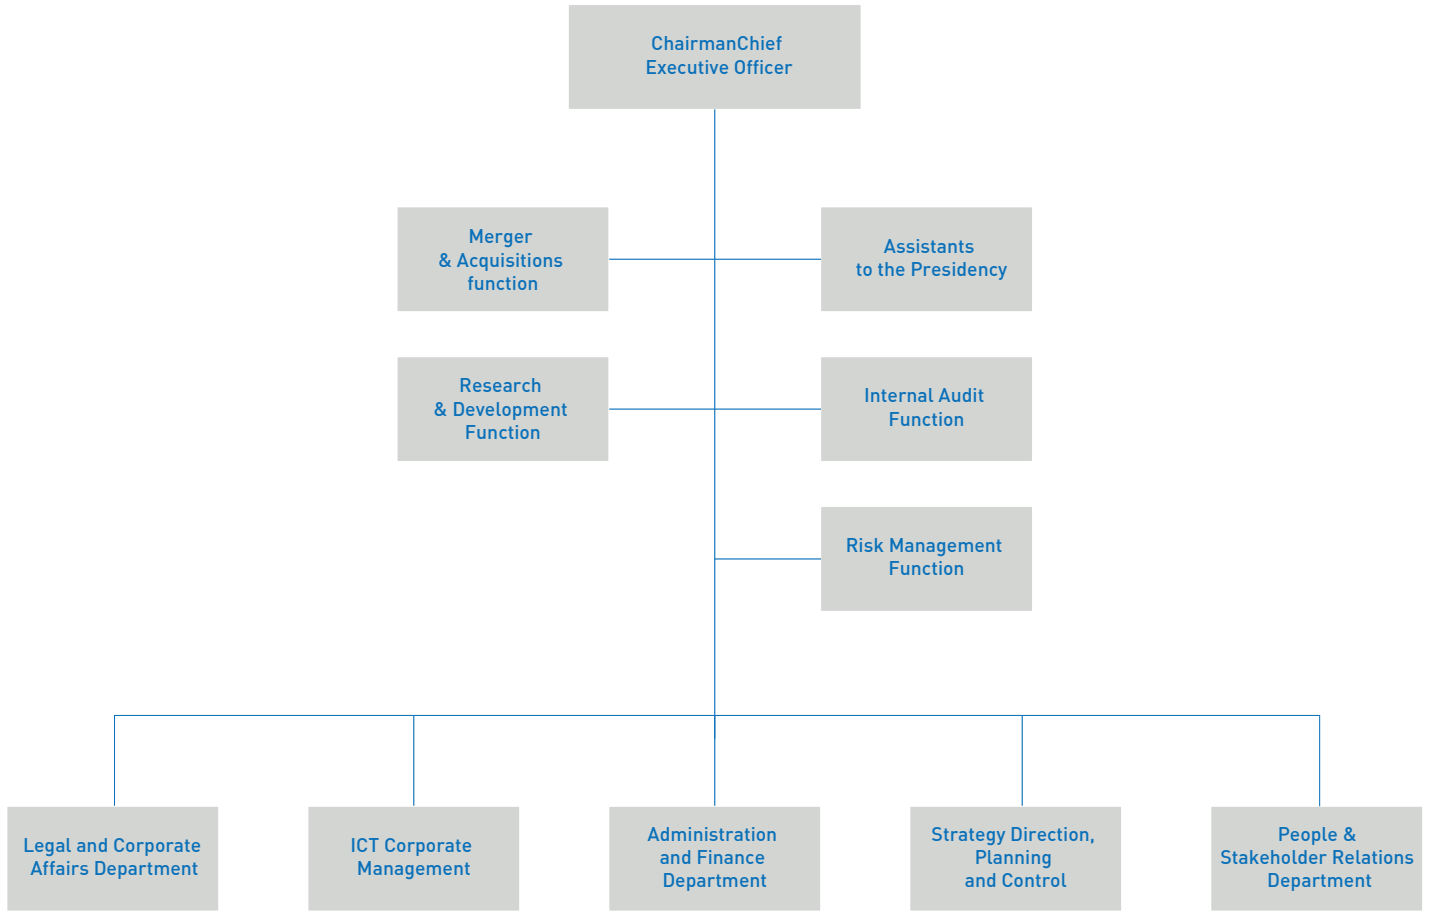 ChairmanChief
Executive Officer
Merger
& Acquisitions
function
Assistants
to the Presidency
Research
& Development
Function
Internal Audit
Function
Risk Management
Function
Legal and Corporate
Affairs Department
ICT Corporate
Management
Administration
and Finance
Department
Strategy Direction,
Planning
and Control
People &
Stakeholder Relations
Department